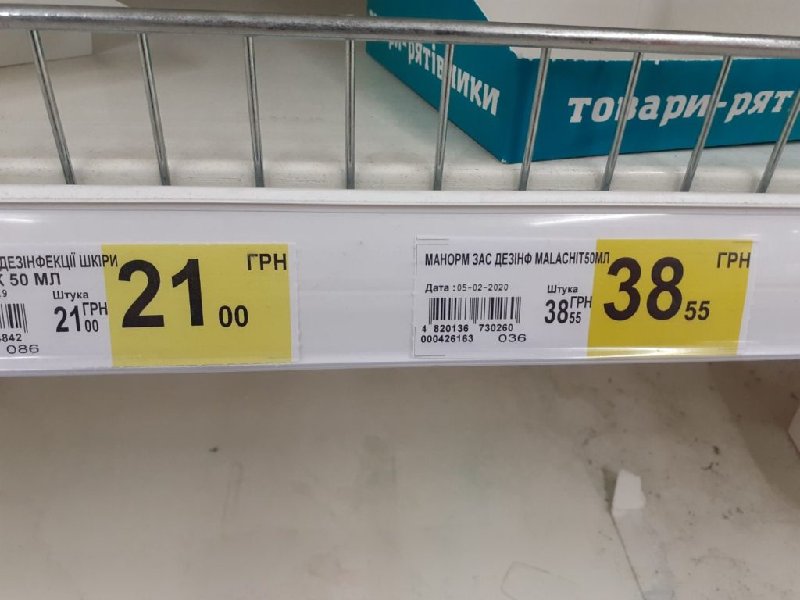 товари-рят
ДЕЗІНФЕКЦІЇ ШКІРИ
50 МЛ
Штука
21 ГРН 00
086
21 00 ГРН
МАНОРМ ЗАС ДЕЗІНФ MALACHIT50МЛ
Дата :05-02-2020
Штука
38 ГРН 55
4 820136 730260
000426163 036
38 55 ГРН